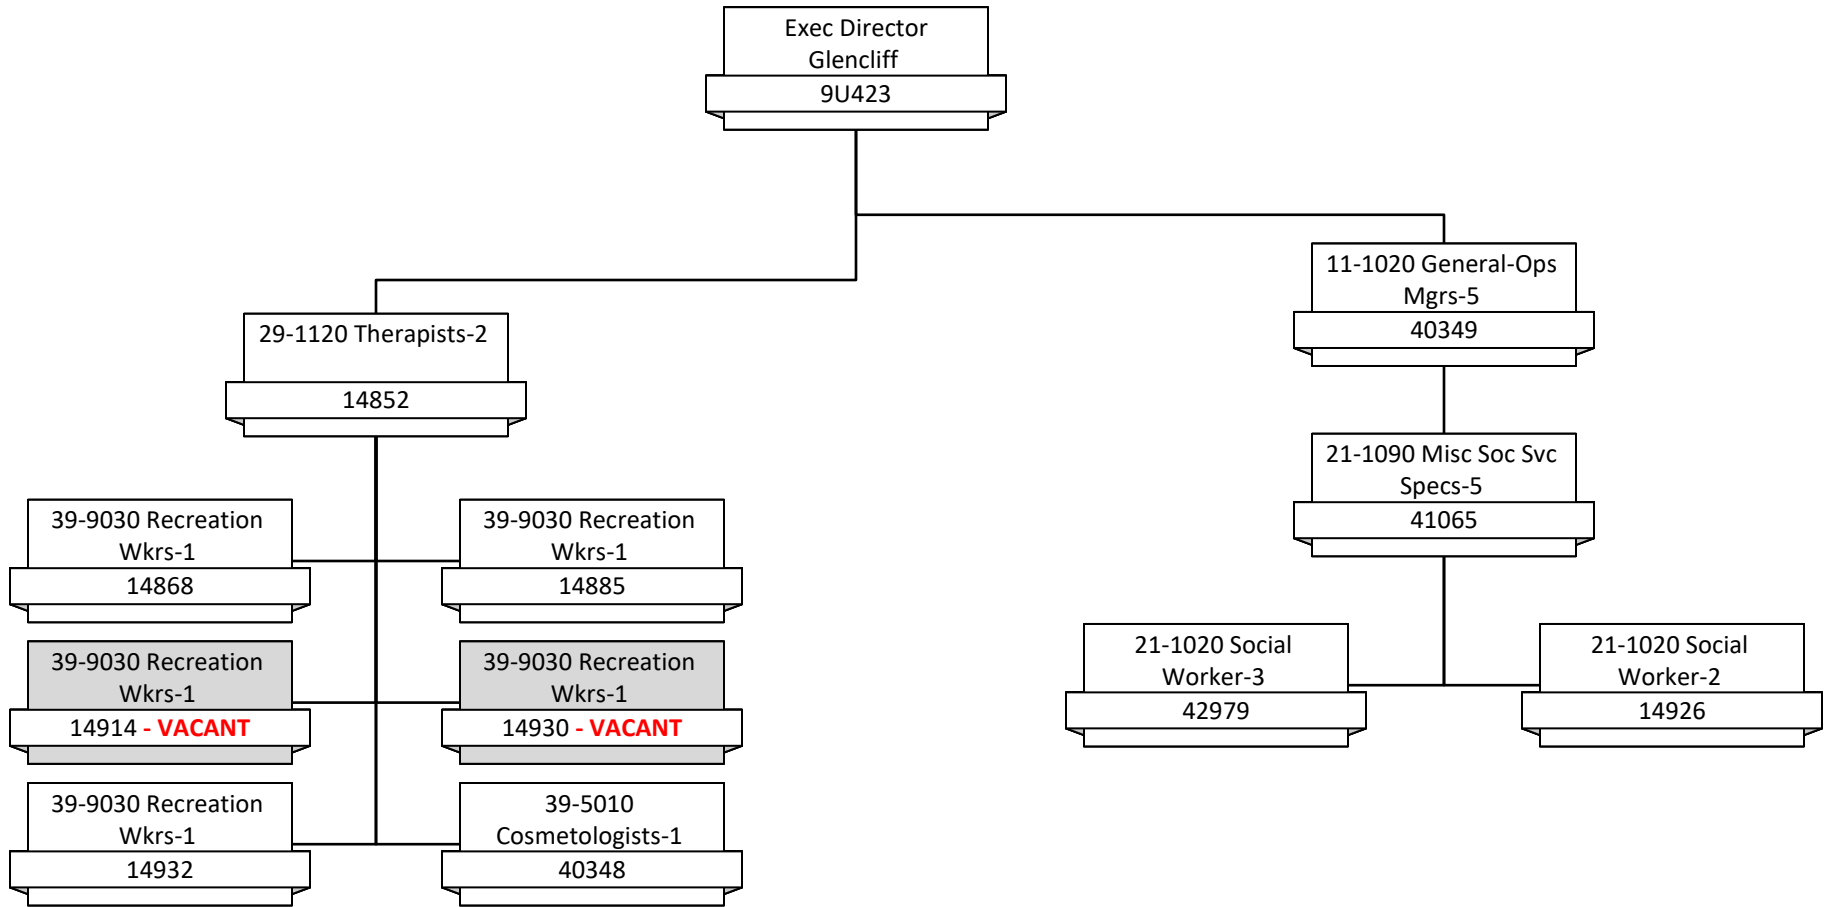 Exec Director
Glencliff
9U423
11-1020 General-Ops
Mgrs-5
40349
29-1120 Therapists-2
14852
21-1090 Misc Soc Svc
Specs-5
41065
39-9030 Recreation
Wkrs-1
14868
39-9030 Recreation
Wkrs-1
14885
21-1020 Social
Worker-3
42979
21-1020 Social
Worker-2
14926
39-9030 Recreation
Wkrs-1
14914 - VACANT
39-9030 Recreation
Wkrs-1
14930 - VACANT
39-9030 Recreation
Wkrs-1
14932
39-5010
Cosmetologists-1
40348